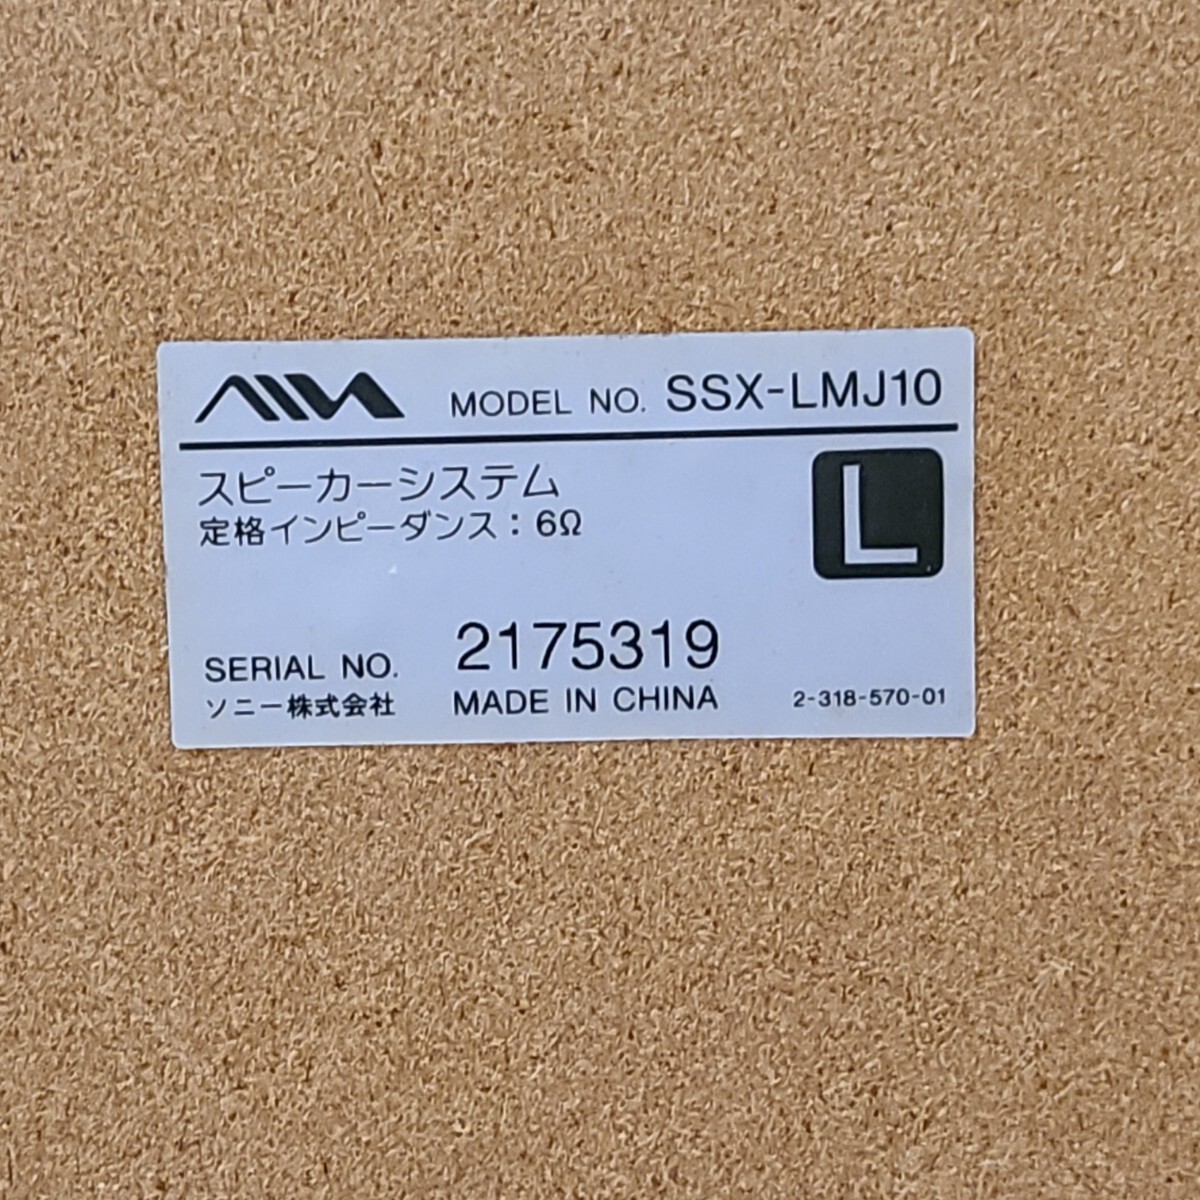 AIWA MODEL NO. SSX-LMJ10
スピーカーシステム
定格インピーダンス：6Ω
L
SERIAL NO. 2175319
ソニー株式会社 MADE IN CHINA 2-318-570-01